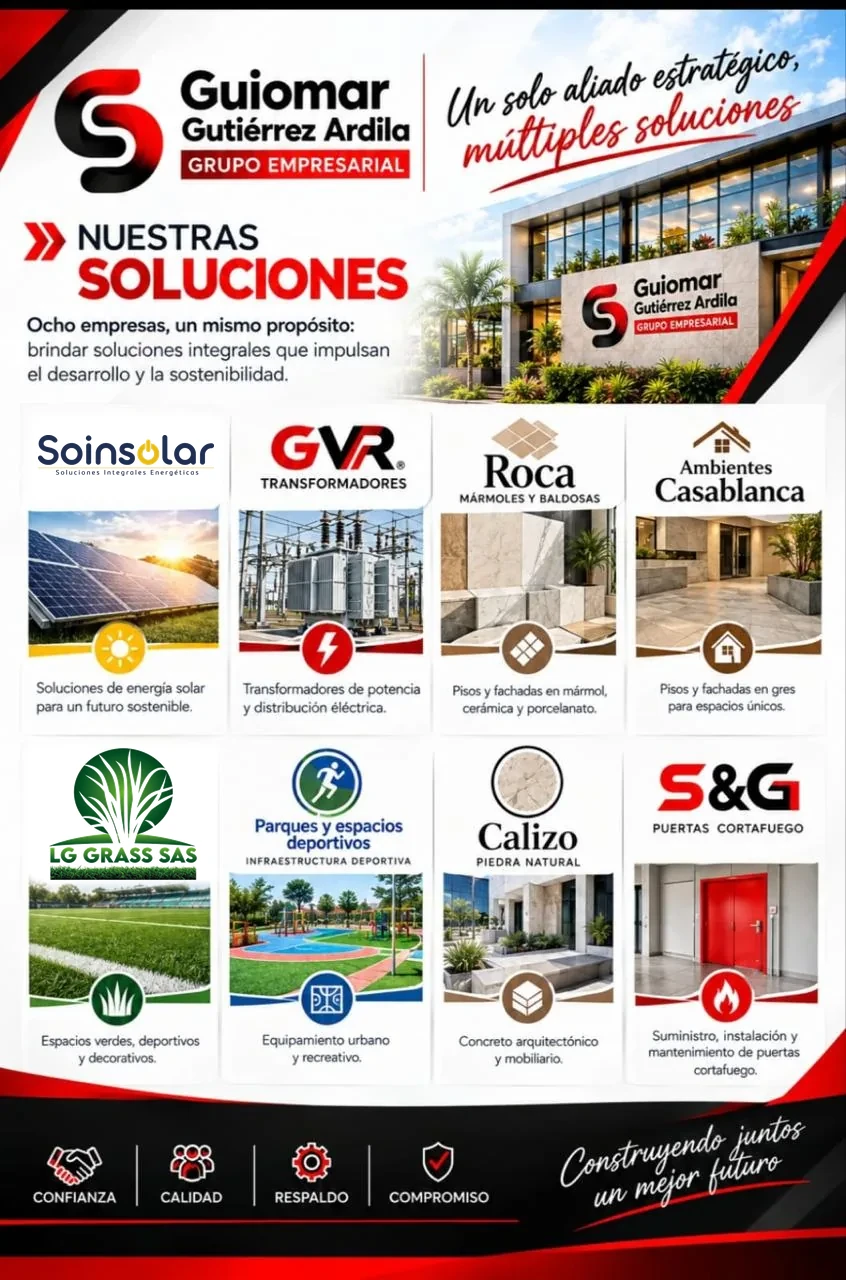 Guiomar
Gutiérrez Ardila
GRUPO EMPRESARIAL
Un solo aliado estratégico,
múltiples soluciones
NUESTRAS
SOLUCIONES
Ocho empresas, un mismo propósito:
brindar soluciones integrales que impulsan
el desarrollo y la sostenibilidad.
Guiomar
Gutiérrez Ardila
GRUPO EMPRESARIAL
Soinsolar
Soluciones Integrales Energéticos
Soluciones de energía solar
para un futuro sostenible.
GVR®
TRANSFORMADORES
Transformadores de potencia
y distribución éléctrica.
Roca
MÁRMOLES Y BALDOSAS
Pisos y fachadas en mármol,
cerámica y porcelanato.
Ambientes
Casablanca
Pisos y fachadas en gres
para espacios únicos.
LG GRASS SAS
Espacios verdes, deportivos
y decorativos.
Parques y espacios
deportivos
INFRAESTRUCTURA DEPORTIVA
Equipamiento urbano
y recreativo.
Calizo
PIEDRA NATURAL
Concreto arquitectónico
y mobiliario.
S&G
PUERTAS CORTAFUEGO
Suministro, instalación y
mantenimiento de puertas
cortafuego.
CONFIANZA
CALIDAD
RESPALDO
COMPROMISO
Construyendo juntos
un mejor futuro